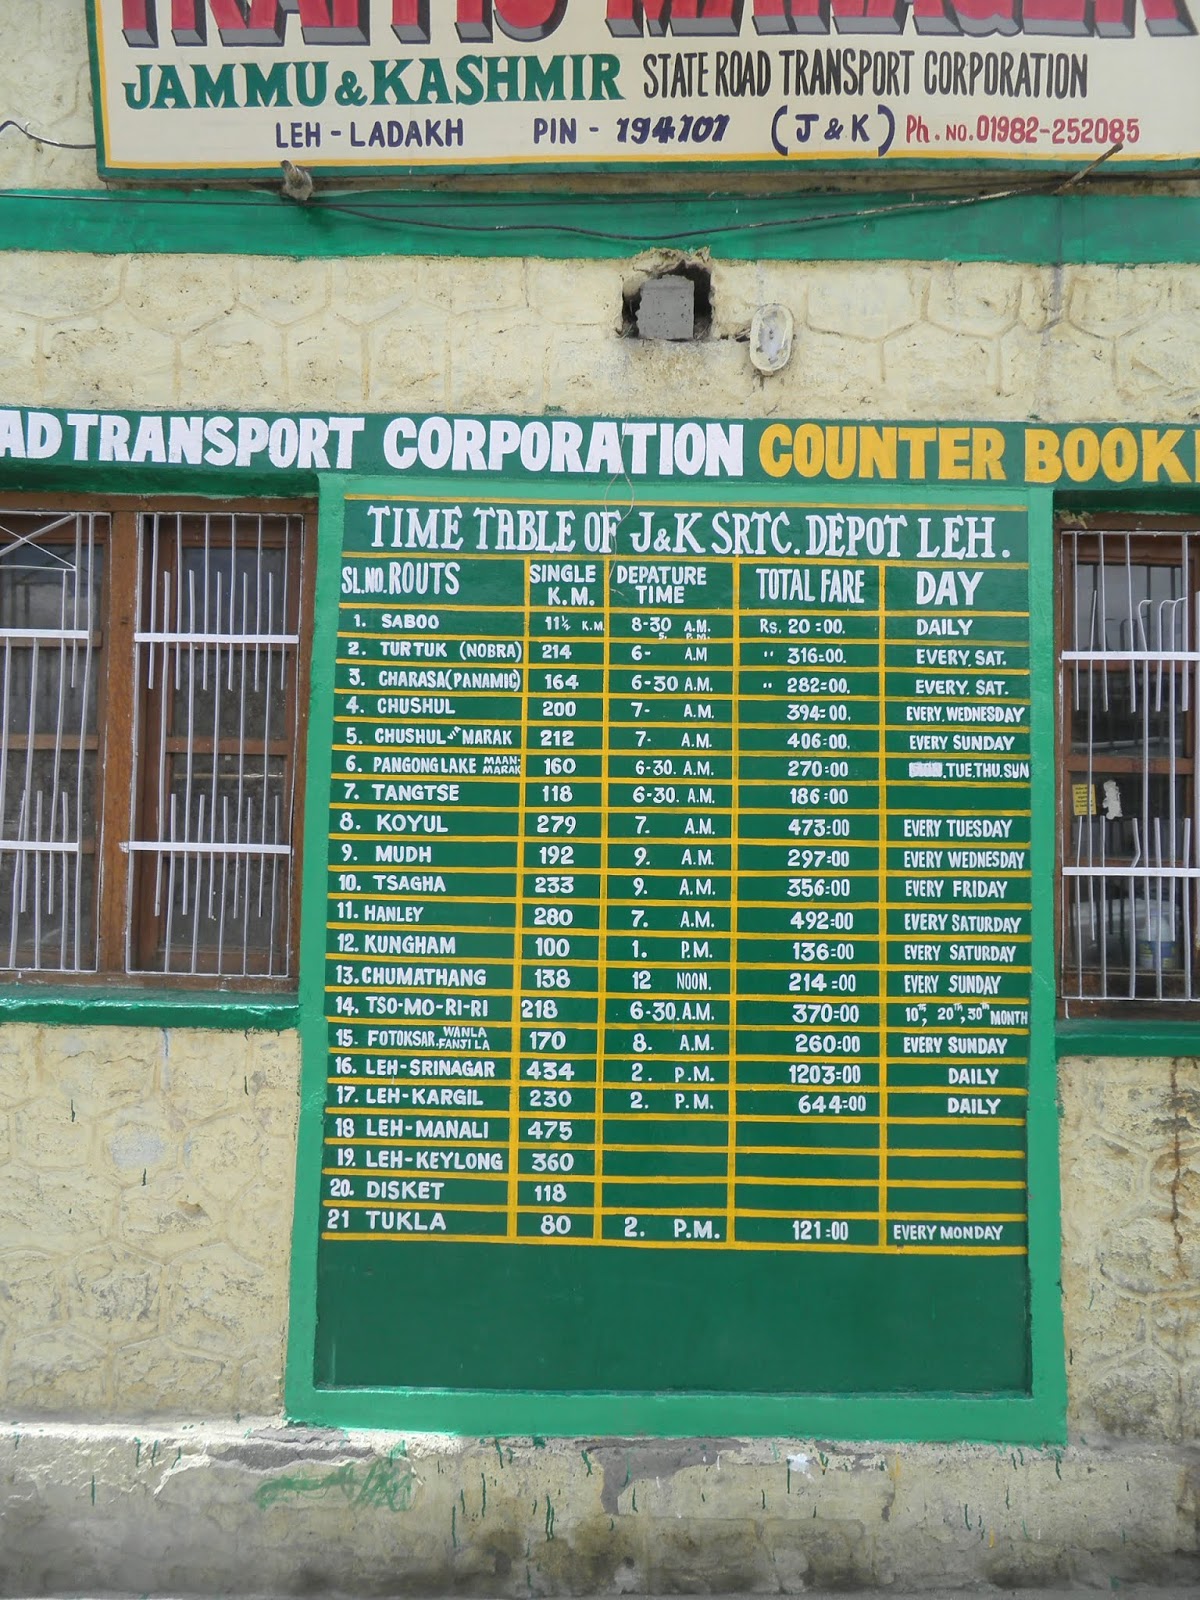 TRAFFIC MANAGER
JAMMU & KASHMIR STATE ROAD TRANSPORT CORPORATION
LEH - LADAKH PIN - 194101 (J & K) Ph. NO. 01982-252085
AD TRANSPORT CORPORATION COUNTER BOOK
TIME TABLE OF J&K SRTC. DEPOT LEH.
SL.NO. ROUTS SINGLE K.M. DEPATURE TIME TOTAL FARE DAY
1. SABOO 11½ K.M. 8-30 A.M. 5. P.M. Rs. 20=00. DAILY
2. TURTUK (NOBRA) 214 6- A.M " 316=00. EVERY. SAT.
3. CHARASA (PANAMIC) 164 6-30 A.M. " 282=00. EVERY. SAT.
4. CHUSHUL 200 7- A.M. 394=00. EVERY. WEDNESDAY
5. CHUSHUL MARAK 212 7- A.M. 406=00. EVERY SUNDAY
6. PANGONG LAKE MAAN-MARAK 160 6-30. A.M. 270=00 .TUE.THU.SUN
7. TANGTSE 118 6-30. A.M. 186=00
8. KOYUL 279 7. A.M. 473=00 EVERY TUESDAY
9. MUDH 192 9. A.M. 297=00 EVERY WEDNESDAY
10. TSAGHA 233 9. A.M. 356=00 EVERY FRIDAY
11. HANLEY 280 7. A.M. 492=00 EVERY SATURDAY
12. KUNGHAM 100 1. P.M. 136=00 EVERY SATURDAY
13. CHUMATHANG 138 12 NOON. 214=00 EVERY SUNDAY
14. TSO-MO-RI-RI 218 6-30.A.M. 370=00 10TH, 20TH, 30TH MONTH
15. FOTOKSAR. WANLA FANJILA 170 8. A.M. 260=00 EVERY SUNDAY
16. LEH-SRINAGAR 434 2. P.M. 1203=00 DAILY
17. LEH-KARGIL 230 2. P.M. 644=00 DAILY
18 LEH-MANALI 475
19. LEH-KEYLONG 360
20. DISKET 118
21 TUKLA 80 2. P.M. 121=00 EVERY MONDAY